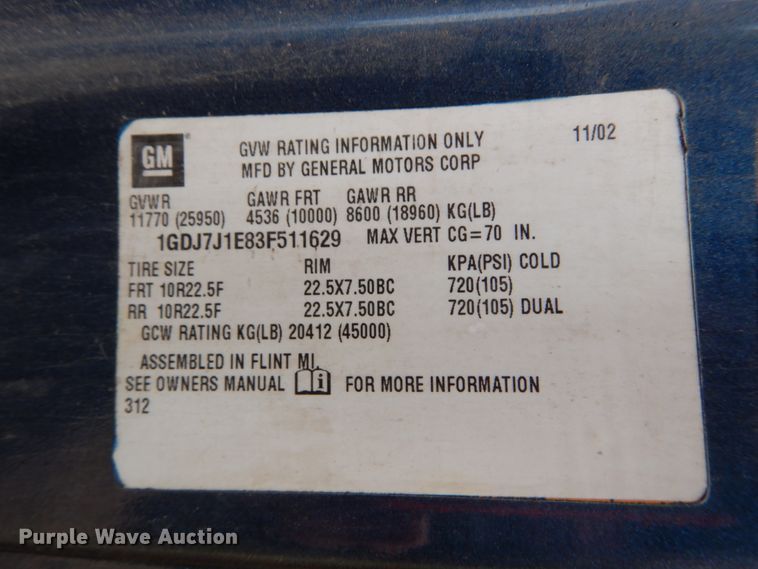 GM
GVW RATING INFORMATION ONLY 11/02
MFD BY GENERAL MOTORS CORP
GVWR GAWR FRT GAWR RR
11770 (25950) 4536 (10000) 8600 (18960) KG(LB)
1GDJ7J1E83F511629 MAX VERT CG=70 IN.
TIRE SIZE RIM KPA(PSI) COLD
FRT 10R22.5F 22.5X7.50BC 720(105)
RR 10R22.5F 22.5X7.50BC 720(105) DUAL
GCW RATING KG(LB) 20412 (45000)
ASSEMBLED IN FLINT MI.
SEE OWNERS MANUAL i FOR MORE INFORMATION
312
Purple Wave Auction